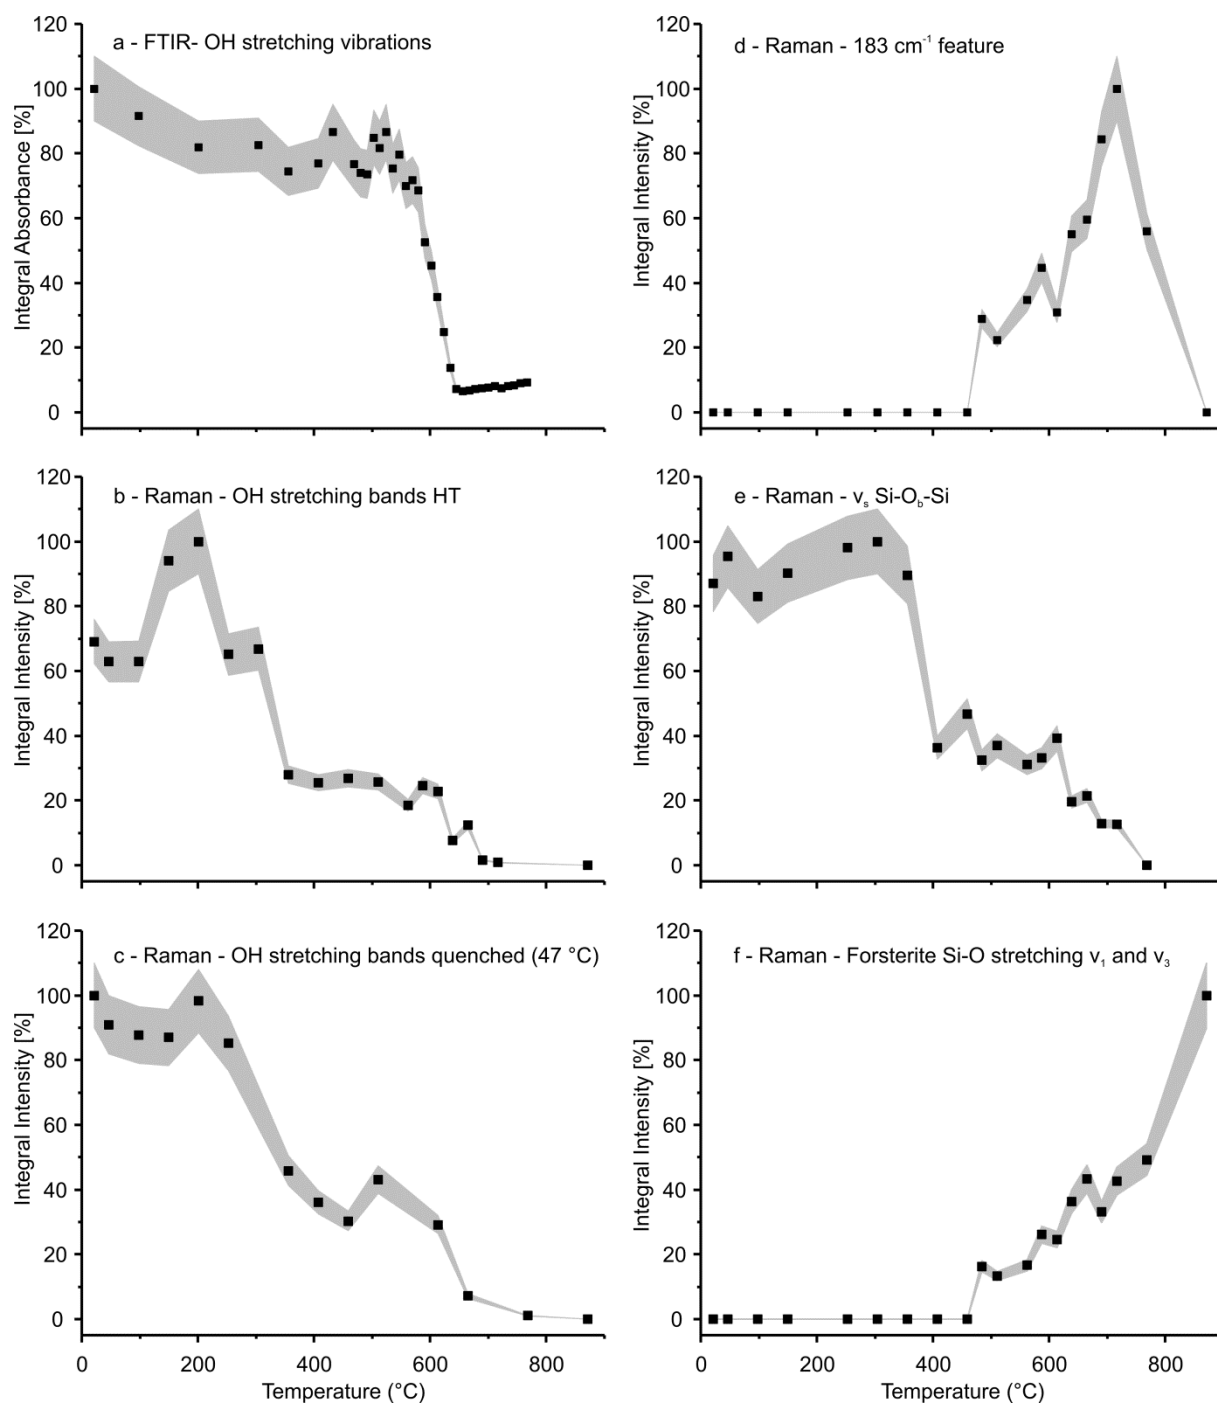 a - FTIR- OH stretching vibrations
Integral Absorbance [%]
120
100
80
60
40
20
0
d - Raman - 183 cm⁻¹ feature
Integral Intensity [%]
120
100
80
60
40
20
0
b - Raman - OH stretching bands HT
Integral Intensity [%]
120
100
80
60
40
20
0
e - Raman - vₛ Si-O_b-Si
Integral Intensity [%]
120
100
80
60
40
20
0
c - Raman - OH stretching bands quenched (47 °C)
Integral Intensity [%]
120
100
80
60
40
20
0
0 200 400 600 800
Temperature (°C)
f - Raman - Forsterite Si-O stretching v₁ and v₃
Integral Intensity [%]
120
100
80
60
40
20
0
0 200 400 600 800
Temperature (°C)